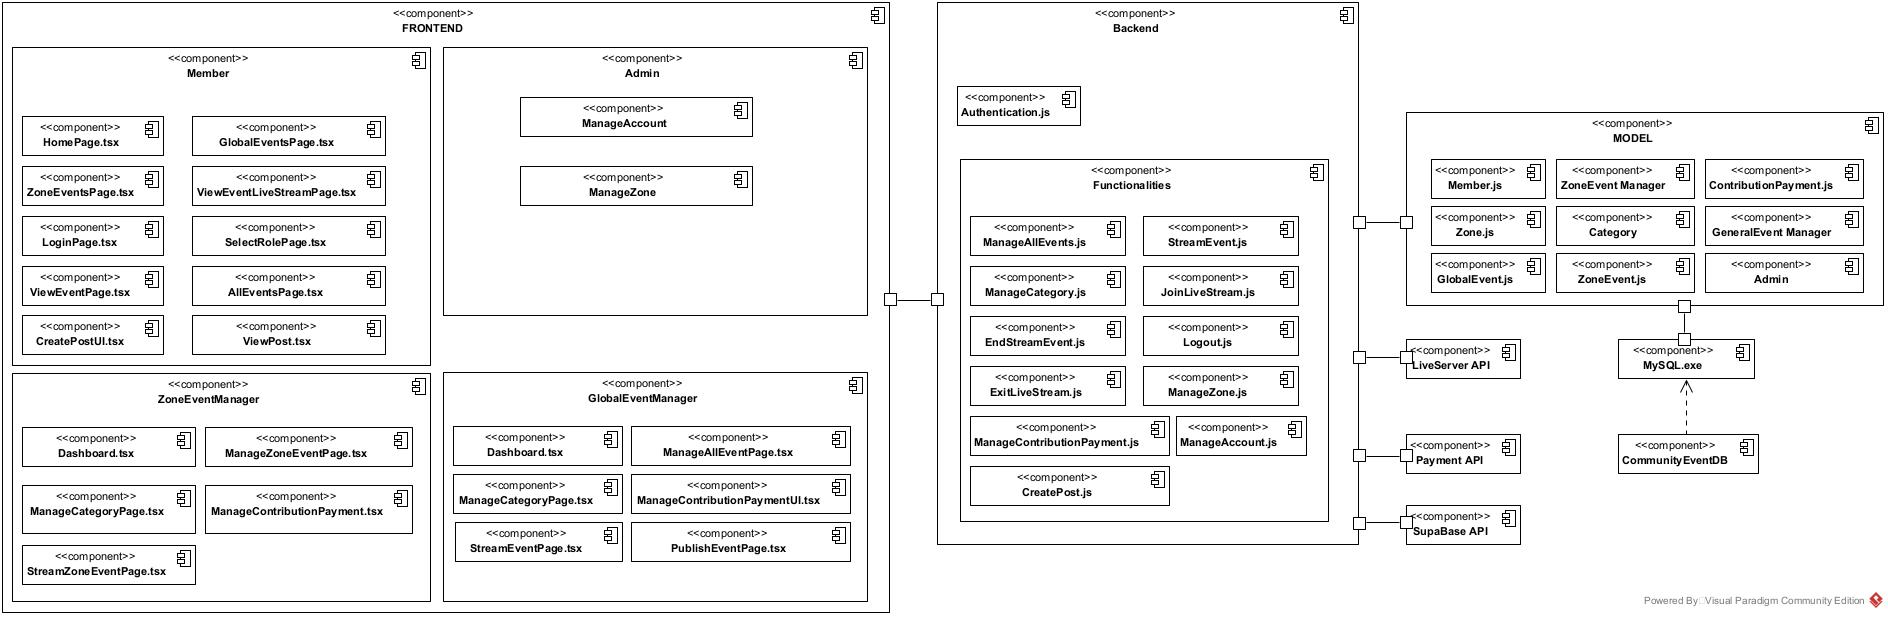 <<component>>
FRONTEND
<<component>>
Member
<<component>>
HomePage.tsx
<<component>>
GlobalEventsPage.tsx
<<component>>
ZoneEventsPage.tsx
<<component>>
ViewEventLiveStreamPage.tsx
<<component>>
LoginPage.tsx
<<component>>
SelectRolePage.tsx
<<component>>
ViewEventPage.tsx
<<component>>
AllEventsPage.tsx
<<component>>
CreatePostUI.tsx
<<component>>
ViewPost.tsx
<<component>>
Admin
<<component>>
ManageAccount
<<component>>
ManageZone
<<component>>
ZoneEventManager
<<component>>
Dashboard.tsx
<<component>>
ManageZoneEventPage.tsx
<<component>>
ManageCategoryPage.tsx
<<component>>
ManageContributionPayment.tsx
<<component>>
StreamZoneEventPage.tsx
<<component>>
GlobalEventManager
<<component>>
Dashboard.tsx
<<component>>
ManageAllEventPage.tsx
<<component>>
ManageCategoryPage.tsx
<<component>>
ManageContributionPaymentUI.tsx
<<component>>
StreamEventPage.tsx
<<component>>
PublishEventPage.tsx
<<component>>
Backend
<<component>>
Authentication.js
<<component>>
Functionalities
<<component>>
ManageAllEvents.js
<<component>>
StreamEvent.js
<<component>>
ManageCategory.js
<<component>>
JoinLiveStream.js
<<component>>
EndStreamEvent.js
<<component>>
Logout.js
<<component>>
ExitLiveStream.js
<<component>>
ManageZone.js
<<component>>
ManageContributionPayment.js
<<component>>
ManageAccount.js
<<component>>
CreatePost.js
<<component>>
MODEL
<<component>>
Member.js
<<component>>
ZoneEvent Manager
<<component>>
ContributionPayment.js
<<component>>
Zone.js
<<component>>
Category
<<component>>
GeneralEvent Manager
<<component>>
GlobalEvent.js
<<component>>
ZoneEvent.js
<<component>>
Admin
<<component>>
LiveServer API
<<component>>
MySQL.exe
<<component>>
Payment API
<<component>>
CommunityEventDB
<<component>>
SupaBase API
Powered By Visual Paradigm Community Edition